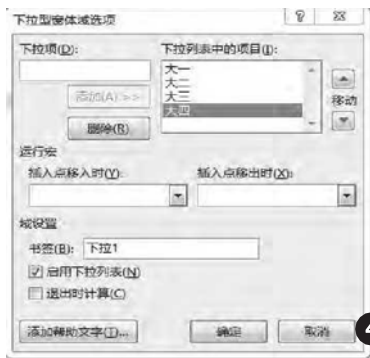 下拉型窗体域选项
下拉项(D): 下拉列表中的项目(I):
大一
大二
大三
大四
添加(A) >>
移动
删除(R)
运行宏
插入点移入时(Y): 插入点移出时(X):
域设置
书签(B): 下拉1
启用下拉列表(N)
退出时计算(C)
添加帮助文字(T)... 确定 取消
4